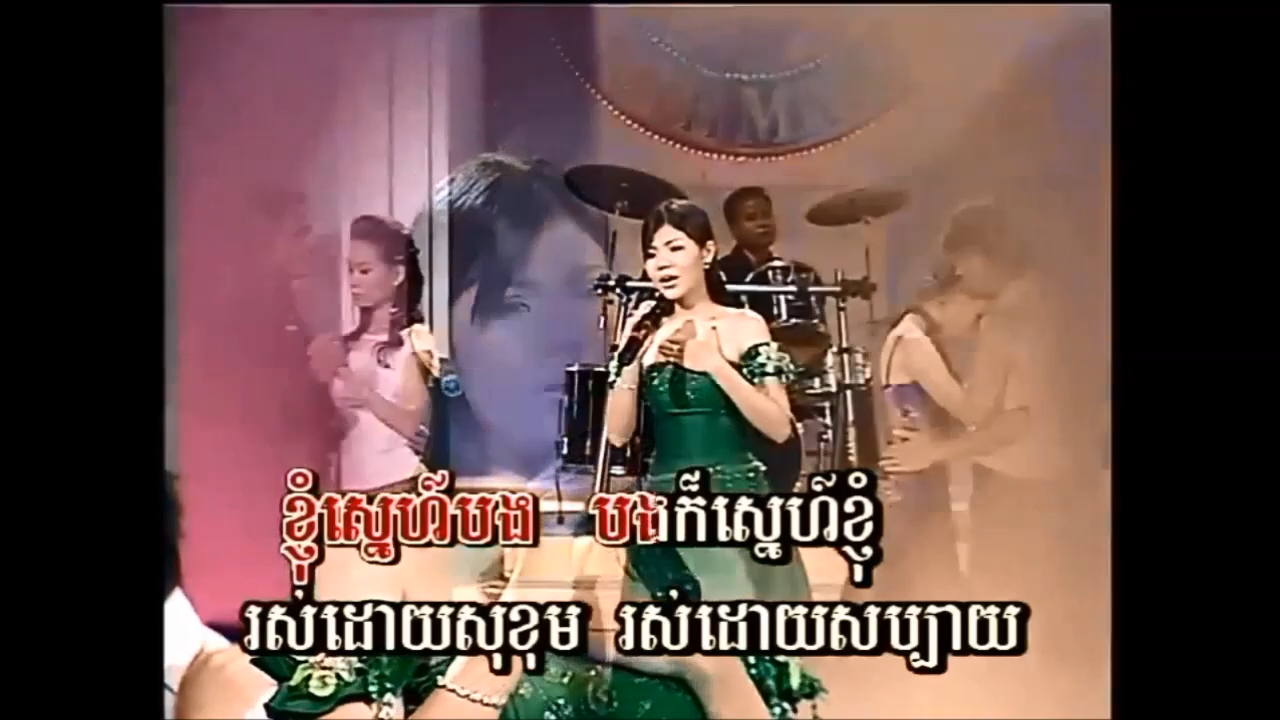 ខ្ញុំស្នេហ៍បង បងក៏ស្នេហ៍ខ្ញុំ
រស់ដោយសុខុម រស់ដោយសប្បាយ